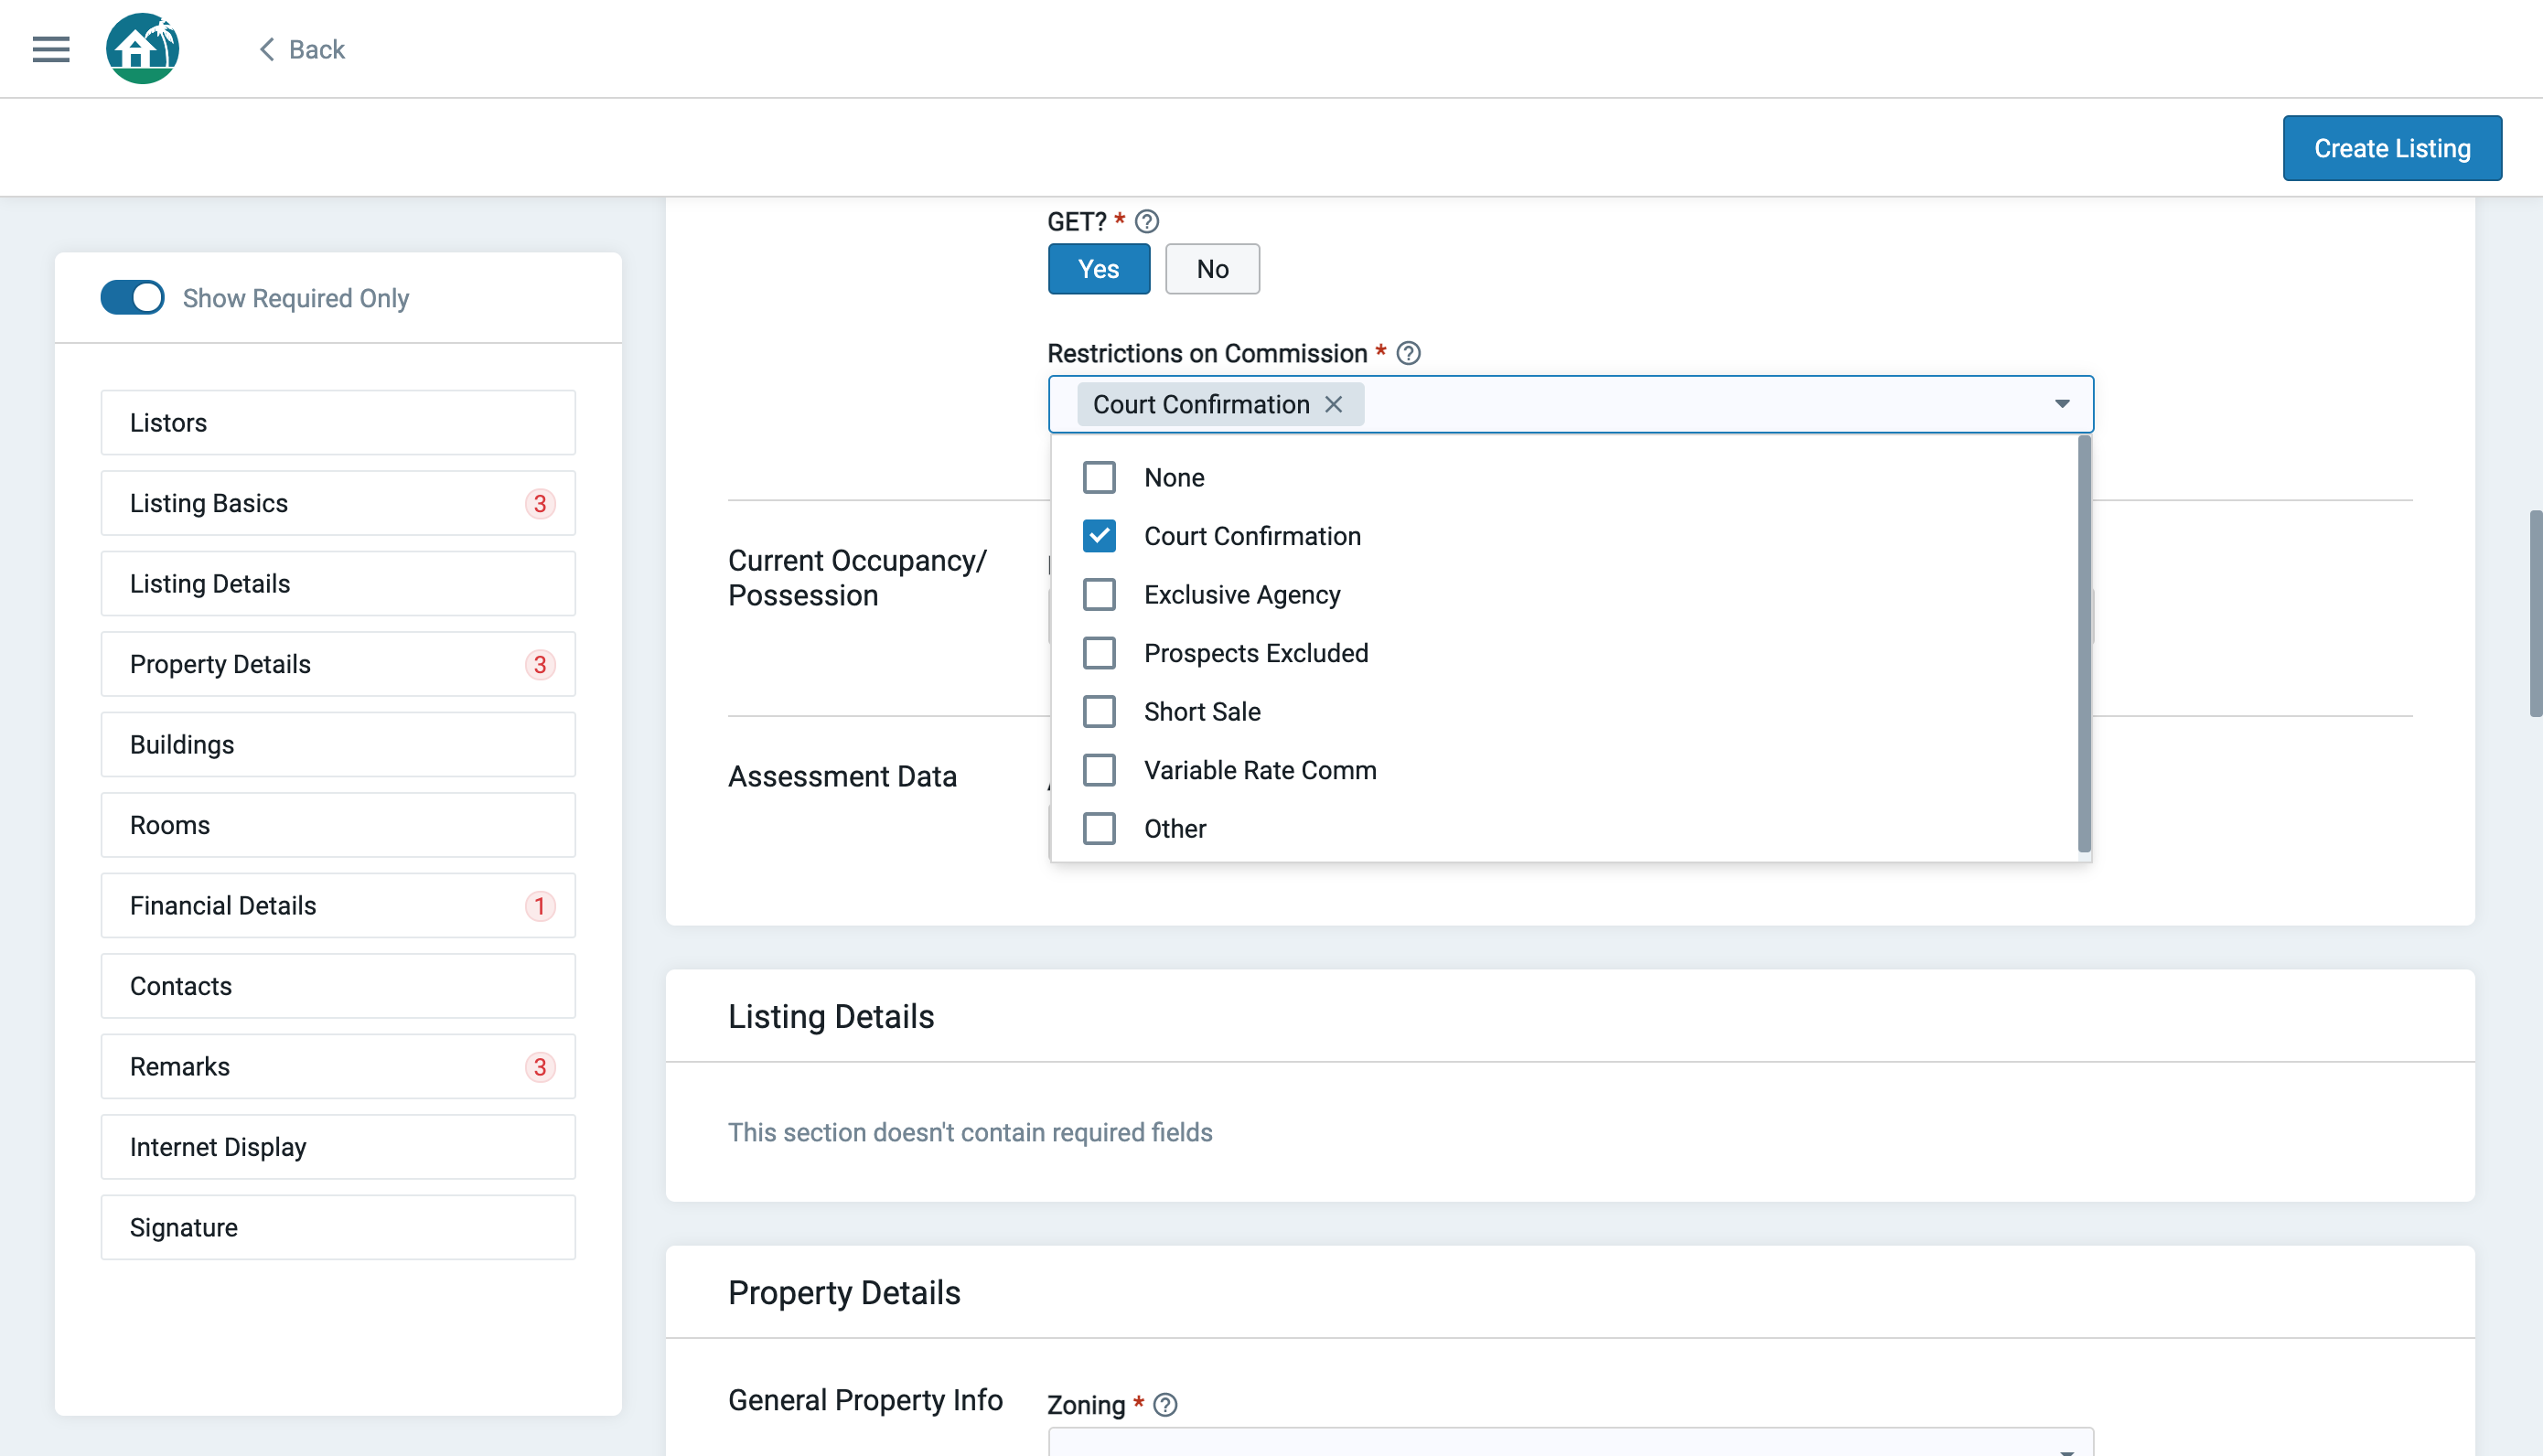 Back
Create Listing
Show Required Only
Listors
Listing Basics 3
Listing Details
Property Details 3
Buildings
Rooms
Financial Details 1
Contacts
Remarks 3
Internet Display
Signature
GET? * ?
Yes No
Restrictions on Commission * ?
Court Confirmation
None
Court Confirmation
Exclusive Agency
Prospects Excluded
Short Sale
Variable Rate Comm
Other
Current Occupancy/
Possession
Assessment Data
Listing Details
This section doesn't contain required fields
Property Details
General Property Info
Zoning * ?